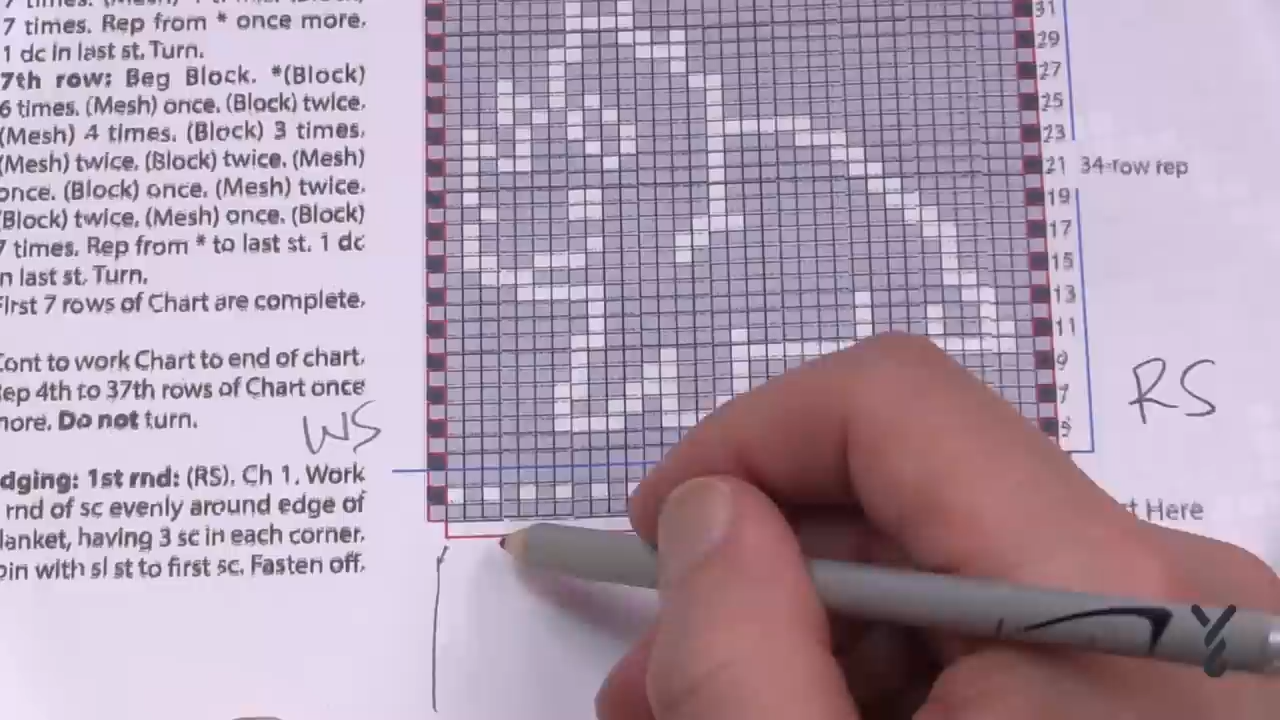 7 times. Rep from * once more.
1 dc in last st. Turn.
7th row: Beg Block. *(Block)
6 times. (Mesh) once. (Block) twice.
(Mesh) 4 times. (Block) 3 times.
(Mesh) twice. (Block) twice. (Mesh)
once. (Block) once. (Mesh) twice.
(Block) twice. (Mesh) once. (Block)
7 times. Rep from * to last st. 1 dc
n last st. Turn.
First 7 rows of Chart are complete.
Cont to work Chart to end of chart.
Rep 4th to 37th rows of Chart once
more. Do not turn.
WS
dging: 1st rnd: (RS). Ch 1. Work
rnd of sc evenly around edge of
lanket, having 3 sc in each corner.
oin with sl st to first sc. Fasten off.
31
29
27
25
23
21 34-row rep
19
17
15
13
11
9
7
5
RS
t Here